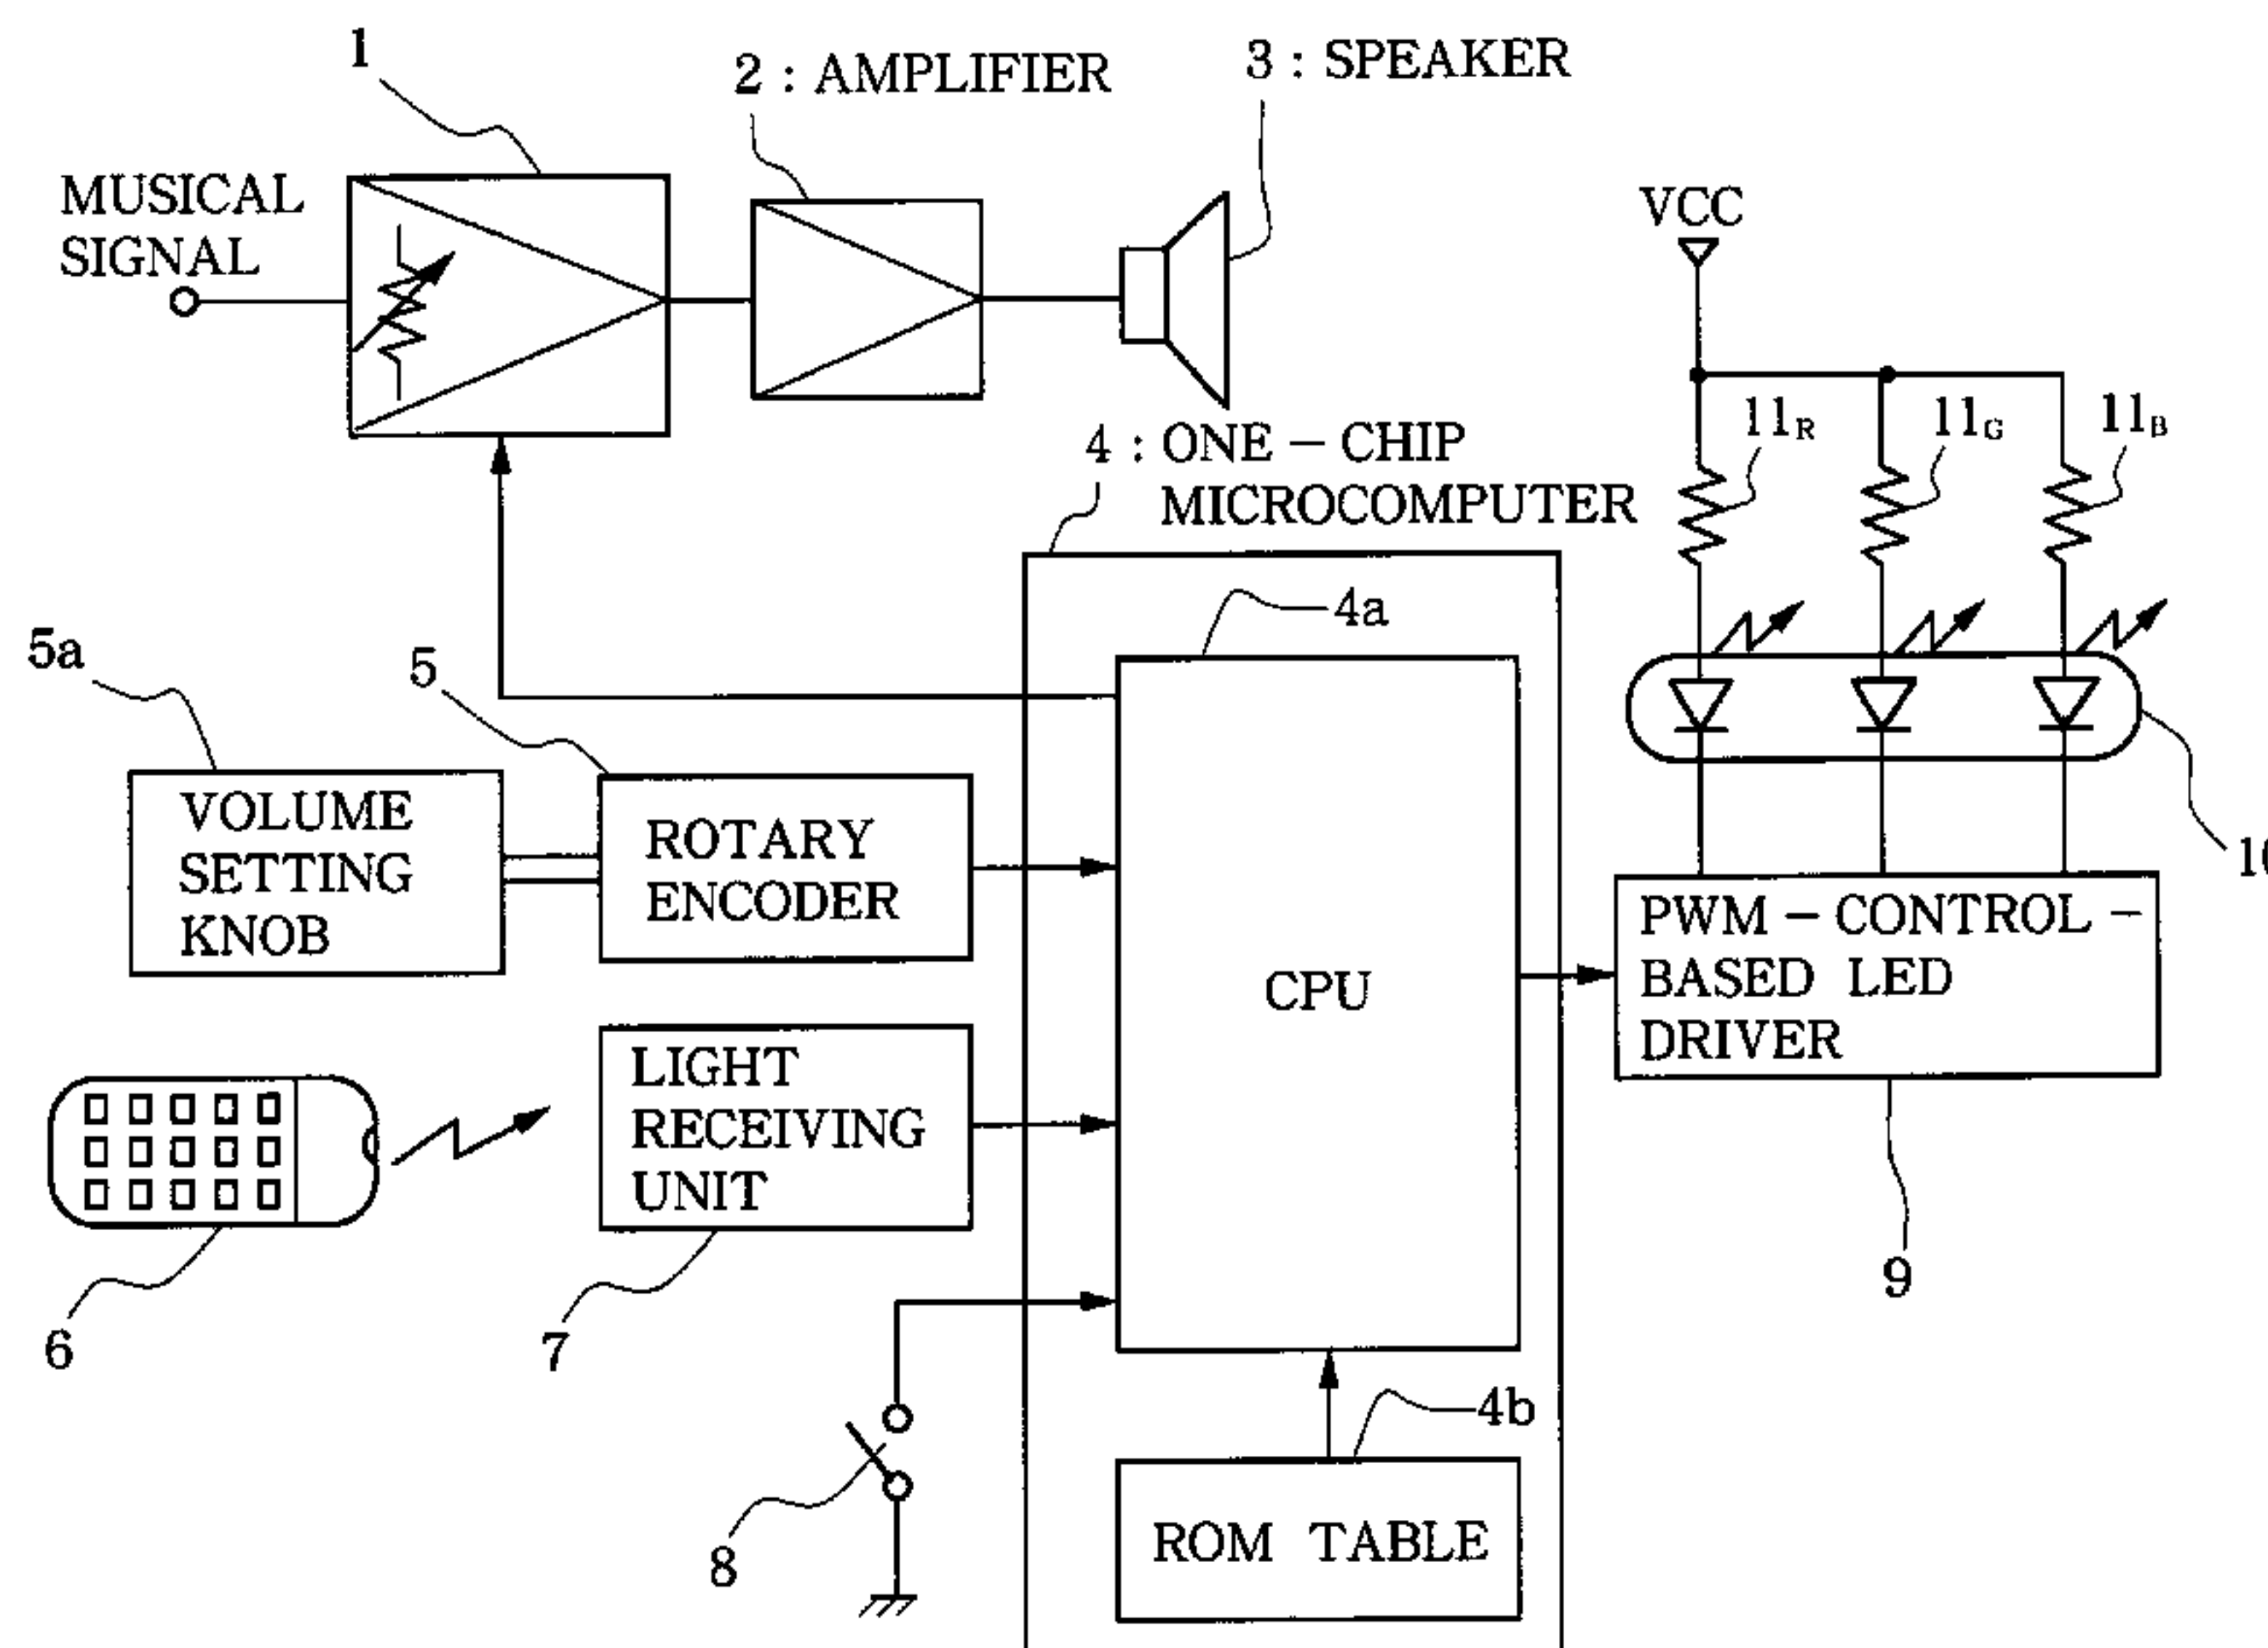 1
2 : AMPLIFIER
3 : SPEAKER
MUSICAL
SIGNAL
VCC
11R
11G
11B
4 : ONE – CHIP
MICROCOMPUTER
4a
5a
5
VOLUME
SETTING
KNOB
ROTARY
ENCODER
CPU
10
PWM – CONTROL –
BASED LED
DRIVER
LIGHT
RECEIVING
UNIT
6
7
9
4b
8
ROM TABLE